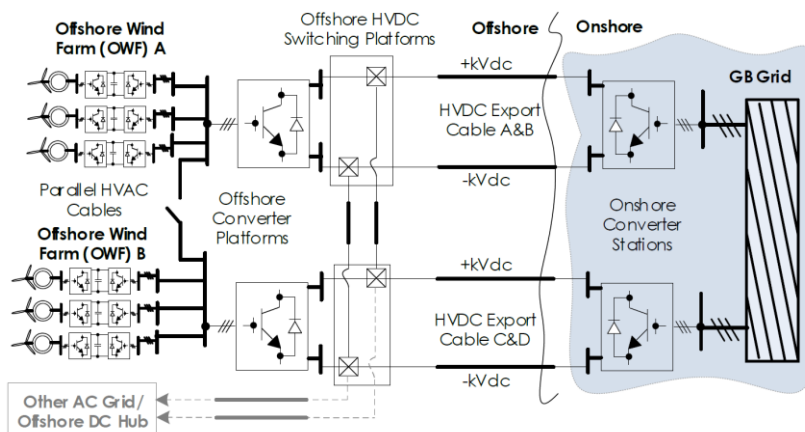 Offshore Wind
Farm (OWF) A
Offshore HVDC
Switching Platforms
Offshore
Onshore
+kVdc
GB Grid
HVDC Export
Cable A&B
-kVdc
Parallel HVAC
Cables
Offshore
Converter
Platforms
Onshore
Converter
Stations
Offshore Wind
Farm (OWF) B
+kVdc
HVDC Export
Cable C&D
-kVdc
Other AC Grid/
Offshore DC Hub